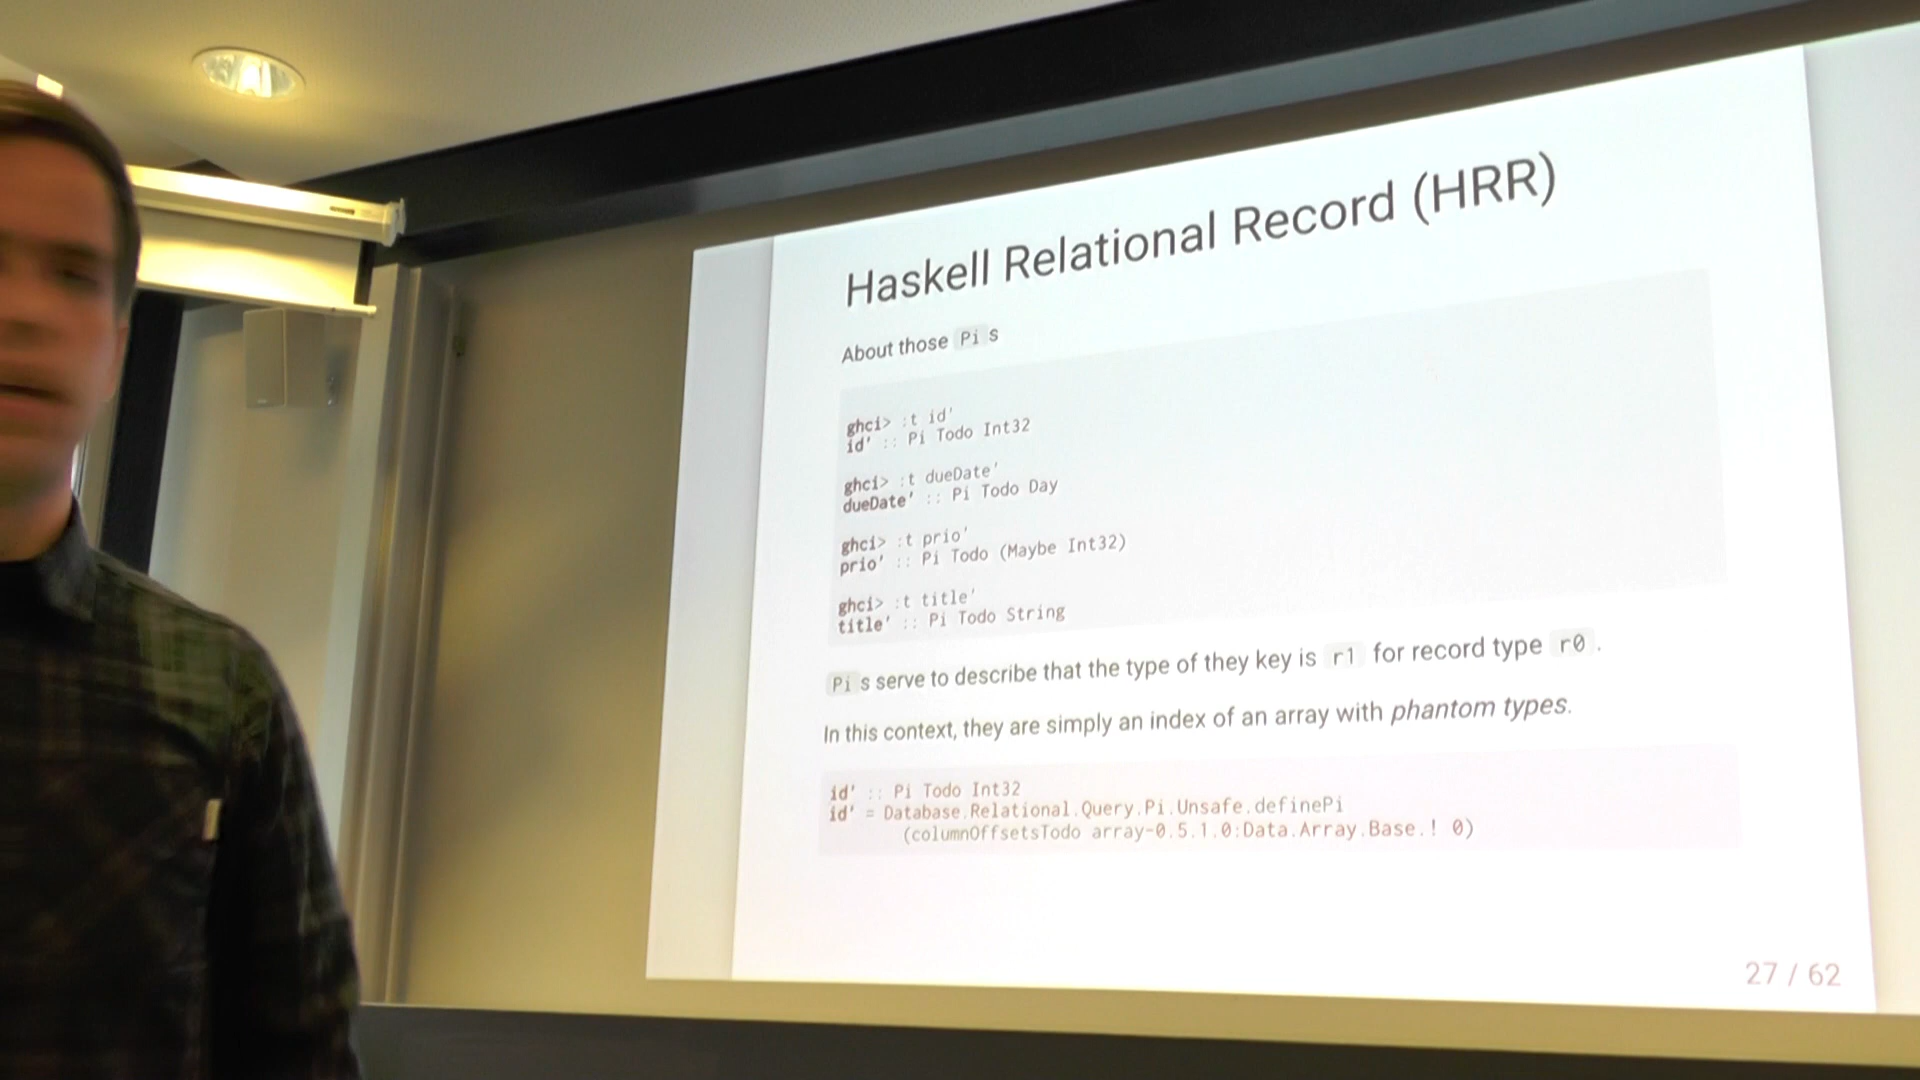 Haskell Relational Record (HRR)
About those Pi s
ghci> :t id'
id' :: Pi Todo Int32
ghci> :t dueDate'
dueDate' :: Pi Todo Day
ghci> :t prio'
prio' :: Pi Todo (Maybe Int32)
ghci> :t title'
title' :: Pi Todo String
Pi s serve to describe that the type of they key is r1 for record type r0 .
In this context, they are simply an index of an array with phantom types.
id' :: Pi Todo Int32
id' = Database.Relational.Query.Pi.Unsafe.definePi
(columnOffsetsTodo array-0.5.1.0:Data.Array.Base.! 0)
27 / 62